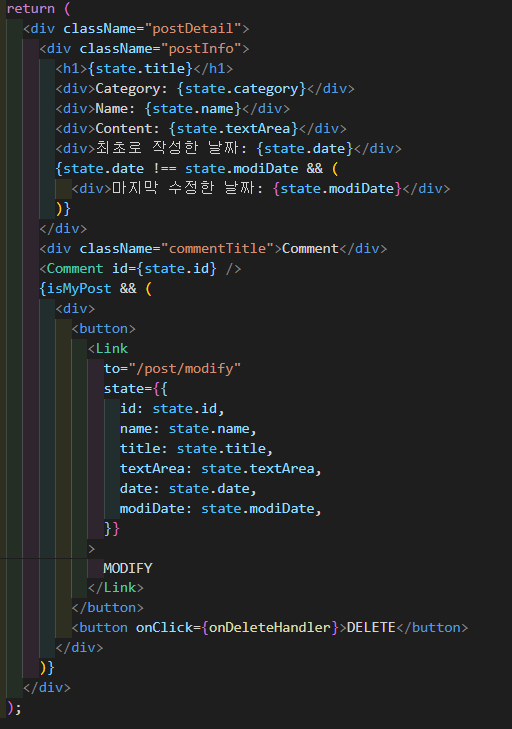 return (
<div className="postDetail">
<div className="postInfo">
<h1>{state.title}</h1>
<div>Category: {state.category}</div>
<div>Name: {state.name}</div>
<div>Content: {state.textArea}</div>
<div>최초로 작성한 날짜: {state.date}</div>
{state.date !== state.modiDate && (
<div>마지막 수정한 날짜: {state.modiDate}</div>
)}
</div>
<div className="commentTitle">Comment</div>
<Comment id={state.id} />
{isMyPost && (
<div>
<button>
<Link
to="/post/modify"
state={{
id: state.id,
name: state.name,
title: state.title,
textArea: state.textArea,
date: state.date,
modiDate: state.modiDate,
}}
>
MODIFY
</Link>
</button>
<button onClick={onDeleteHandler}>DELETE</button>
</div>
)}
</div>
);